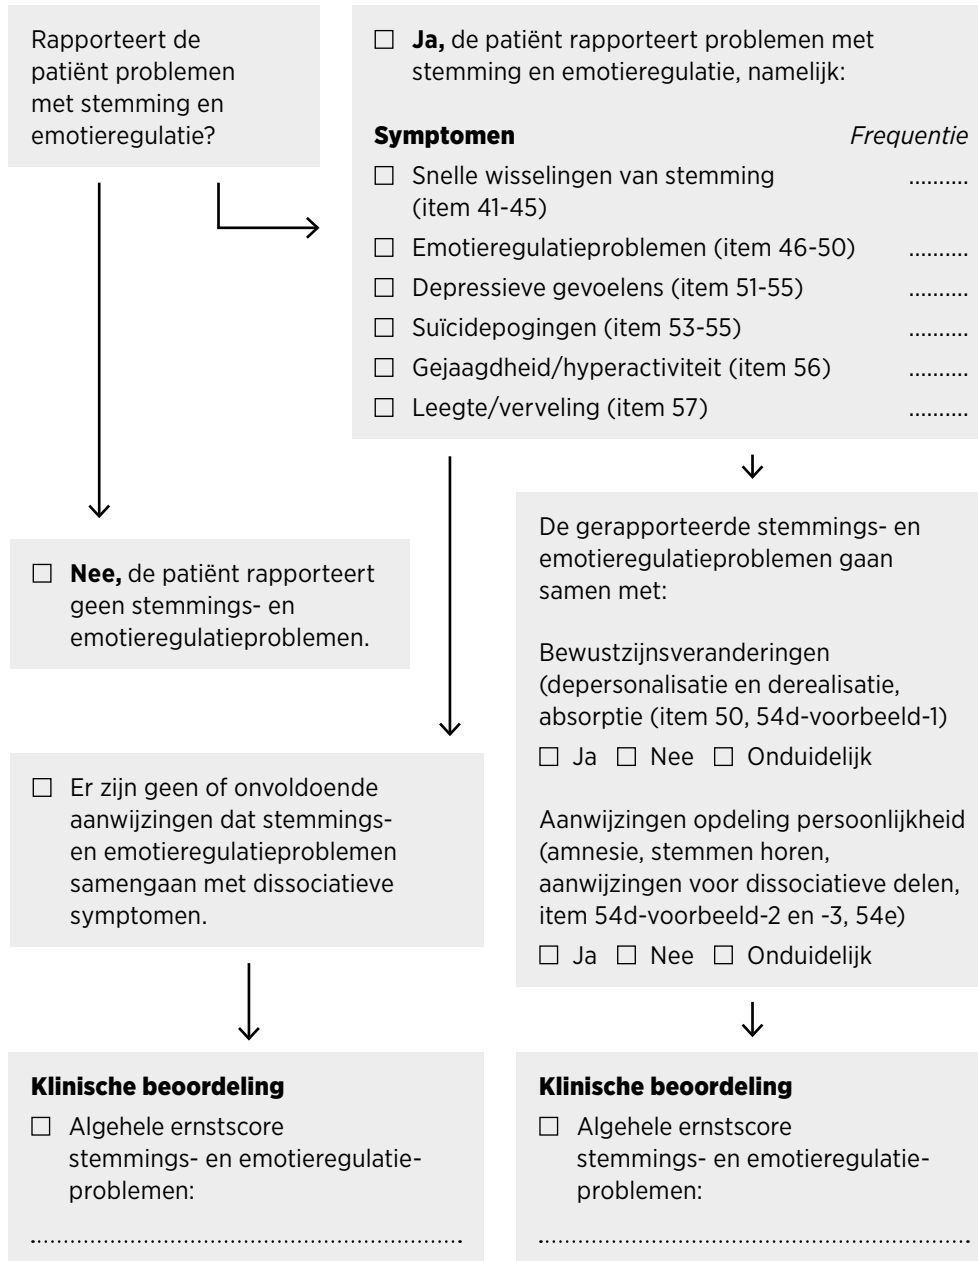 Rapporteert de
patiënt problemen
met stemming en
emotieregulatie?
☐ Ja, de patiënt rapporteert problemen met
stemming en emotieregulatie, namelijk:
Symptomen Frequentie
☐ Snelle wisselingen van stemming ..........
(item 41-45)
☐ Emotieregulatieproblemen (item 46-50) ..........
☐ Depressieve gevoelens (item 51-55) ..........
☐ Suïcidepogingen (item 53-55) ..........
☐ Gejaagdheid/hyperactiviteit (item 56) ..........
☐ Leegte/verveling (item 57) ..........
☐ Nee, de patiënt rapporteert
geen stemmings- en
emotieregulatieproblemen.
De gerapporteerde stemmings- en
emotieregulatieproblemen gaan
samen met:
Bewustzijnsveranderingen
(depersonalisatie en derealisatie,
absorptie (item 50, 54d-voorbeeld-1)
☐ Ja ☐ Nee ☐ Onduidelijk
Aanwijzingen opdeling persoonlijkheid
(amnesie, stemmen horen,
aanwijzingen voor dissociatieve delen,
item 54d-voorbeeld-2 en -3, 54e)
☐ Ja ☐ Nee ☐ Onduidelijk
☐ Er zijn geen of onvoldoende
aanwijzingen dat stemmings-
en emotieregulatieproblemen
samengaan met dissociatieve
symptomen.
Klinische beoordeling
☐ Algehele ernstscore
stemmings- en emotieregulatie-
problemen:
..........................................................
Klinische beoordeling
☐ Algehele ernstscore
stemmings- en emotieregulatie-
problemen:
..........................................................